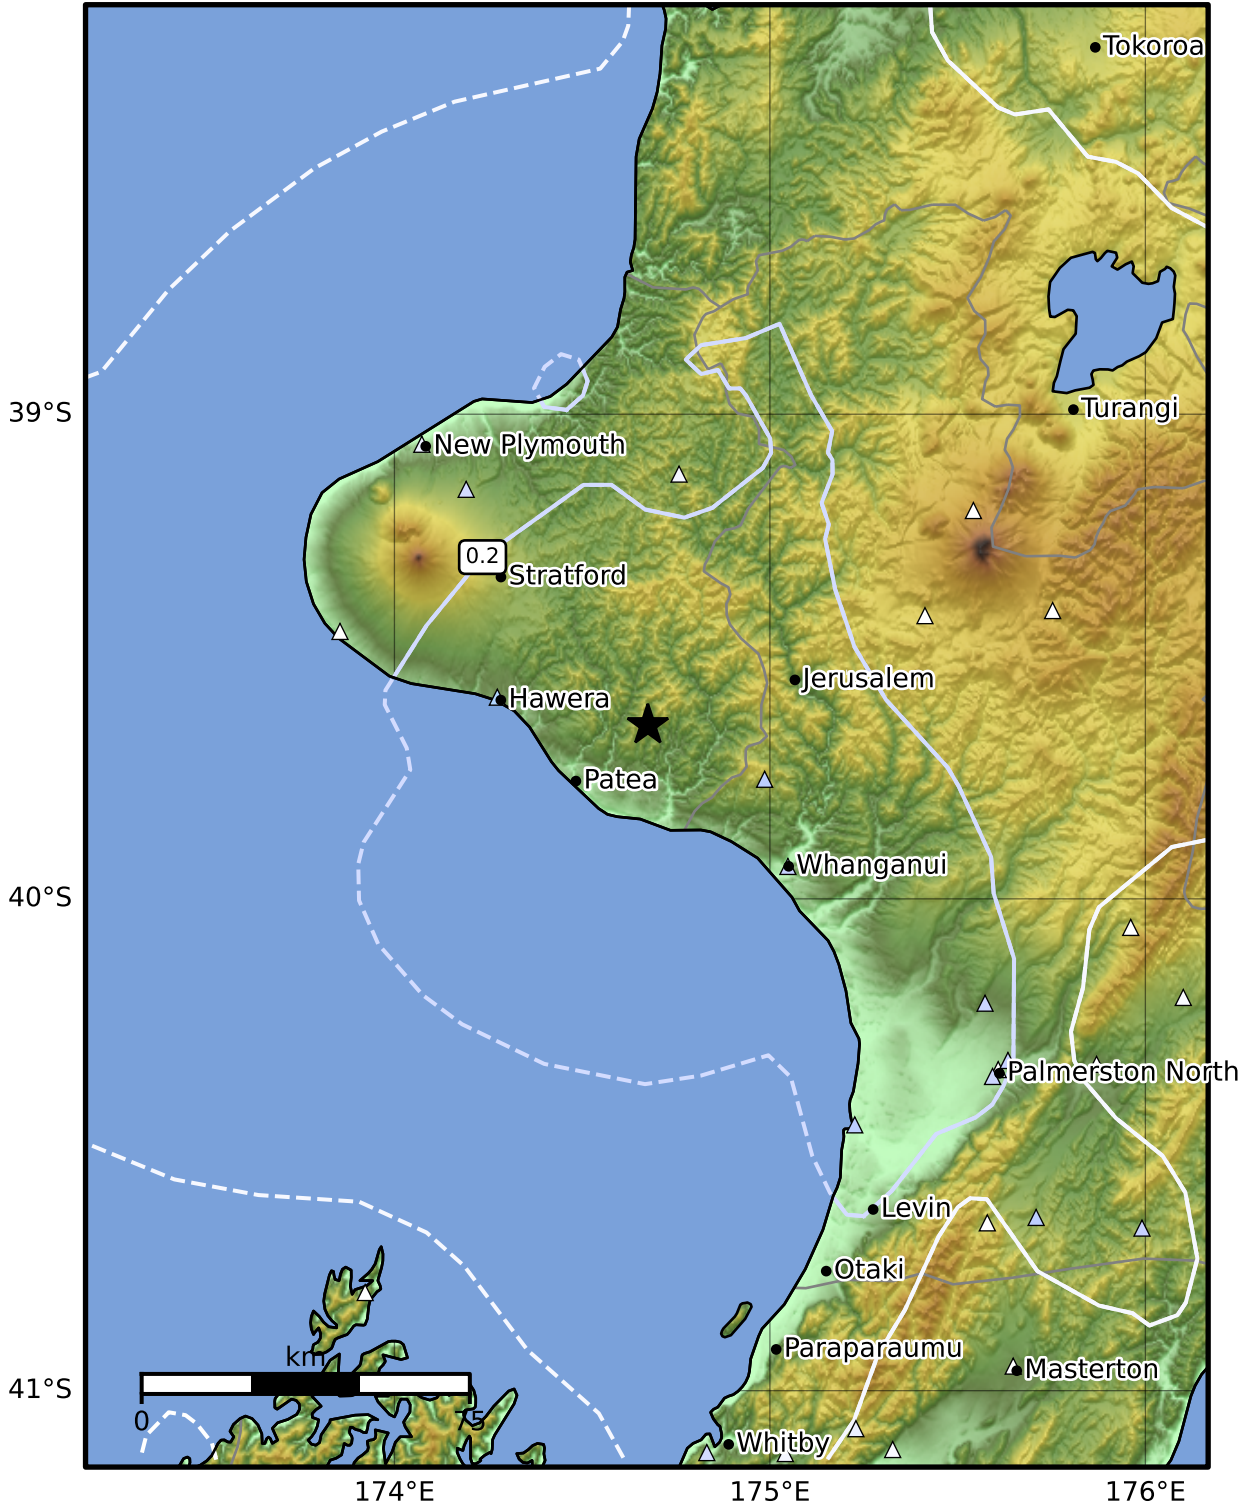 Tokoroa
39°S
Turangi
New Plymouth
0.2
Stratford
Jerusalem
Hawera
Patea
Whanganui
40°S
Palmerston North
Levin
Otaki
Paraparaumu
km
Masterton
41°S
0
75
Whitby
174°E
175°E
176°E